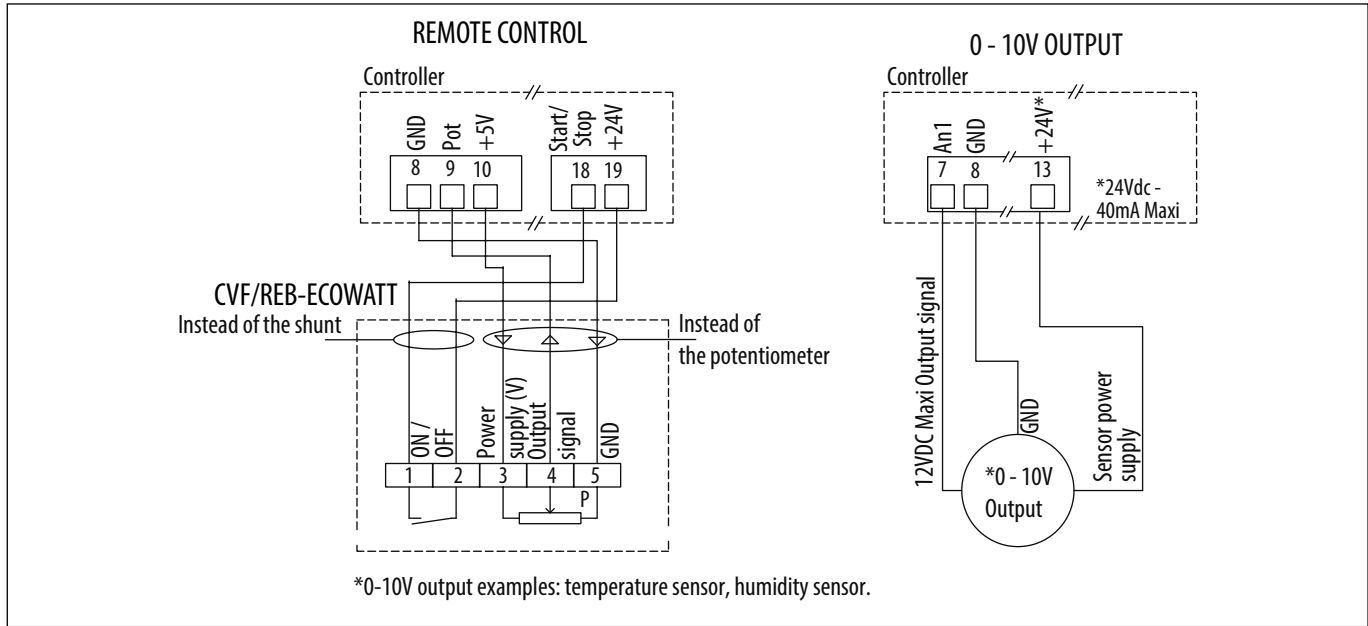 REMOTE CONTROL
Controller
GND
Pot
+5V
Start/
Stop
+24V
8 9 10 18 19
CVF/REB-ECOWATT
Instead of the shunt
Instead of
the potentiometer
ON /
OFF
Power
supply (V)
Output
signal
GND
1 2 3 4 5
P
0 - 10V OUTPUT
Controller
An1
GND
+24V*
7 8 13
*24Vdc -
40mA Maxi
12VDC Maxi Output signal
GND
Sensor power
supply
*0 - 10V
Output
*0-10V output examples: temperature sensor, humidity sensor.